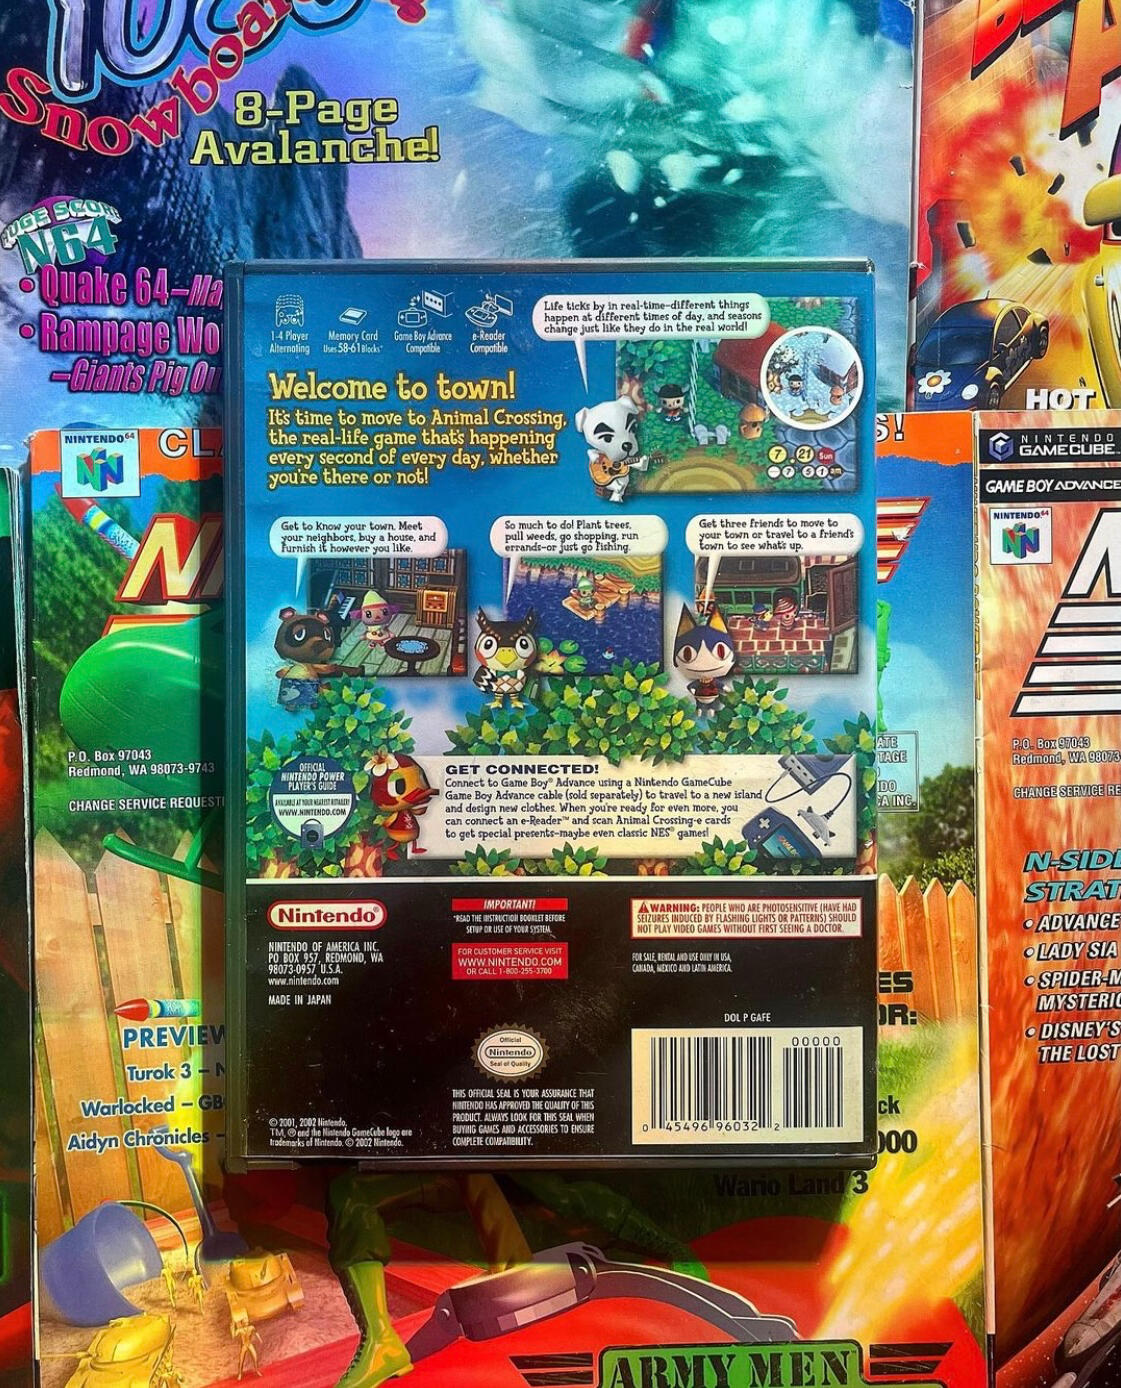 Snowboard
8-Page
Avalanche!
HUGE SCORE
N64
• Quake 64—Ma
• Rampage Wo
—Giants Pig Ou
HOT
NINTENDO64
CLA
S!
NINTENDO
GAMECUBE
GAME BOY ADVANCE
NINTENDO64
1-4 Player
Alternating
Memory Card
Uses 58-61 Blocks*
Game Boy Advance
Compatible
e-Reader
Compatible
Life ticks by in real-time–different things
happen at different times of day, and seasons
change just like they do in the real world!
7.21 Sun
7 51 am
Welcome to town!
It's time to move to Animal Crossing,
the real-life game that's happening
every second of every day, whether
you're there or not!
Get to know your town. Meet
your neighbors, buy a house, and
furnish it however you like.
So much to do! Plant trees,
pull weeds, go shopping, run
errands–or just go fishing.
Get three friends to move to
your town or travel to a friend's
town to see what's up.
OFFICIAL
NINTENDO POWER
PLAYER'S GUIDE
AVAILABLE AT YOUR NEAREST RETAILER!
WWW.NINTENDO.COM
GET CONNECTED!
Connect to Game Boy® Advance using a Nintendo GameCube
Game Boy Advance cable (sold separately) to travel to a new island
and design new clothes. When you're ready for even more, you
can connect an e-Reader™ and scan Animal Crossing-e cards
to get special presents–maybe even classic NES® games!
P.O. Box 97043
Redmond, WA 98073-9743
CHANGE SERVICE REQUESTE
P.O. Box 97043
Redmond, WA 98073
CHANGE SERVICE RE
Nintendo®
NINTENDO OF AMERICA INC.
PO BOX 957, REDMOND, WA
98073-0957 U.S.A.
www.nintendo.com
MADE IN JAPAN
IMPORTANT!
*READ THE INSTRUCTION BOOKLET BEFORE
SETUP OR USE OF YOUR SYSTEM.
FOR CUSTOMER SERVICE VISIT
WWW.NINTENDO.COM
OR CALL 1-800-255-3700
WARNING: PEOPLE WHO ARE PHOTOSENSITIVE (HAVE HAD
SEIZURES INDUCED BY FLASHING LIGHTS OR PATTERNS) SHOULD
NOT PLAY VIDEO GAMES WITHOUT FIRST SEEING A DOCTOR.
FOR SALE, RENTAL AND USE ONLY IN USA,
CANADA, MEXICO AND LATIN AMERICA.
DOL P GAFE
00000
0 45496 96032 2
Official
Nintendo
Seal of Quality
THIS OFFICIAL SEAL IS YOUR ASSURANCE THAT
NINTENDO HAS APPROVED THE QUALITY OF THIS
PRODUCT. ALWAYS LOOK FOR THIS SEAL WHEN
BUYING GAMES AND ACCESSORIES TO ENSURE
COMPLETE COMPATIBILITY.
© 2001, 2002 Nintendo.
TM, ® and the Nintendo GameCube logo are
trademarks of Nintendo. © 2002 Nintendo.
PREVIEW
Turok 3 – N
Warlocked – GB
Aidyn Chronicles –
N-SIDE
STRAT
• ADVANCE
• LADY SIA
• SPIDER-M
MYSTERIO
• DISNEY'S
THE LOST
Wario Land 3
ARMY MEN